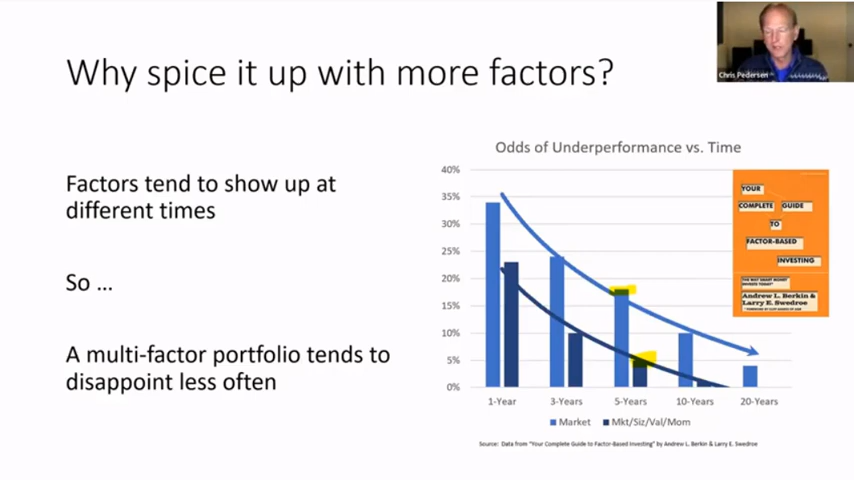 Why spice it up with more factors?
Chris Pedersen
Factors tend to show up at
different times
So ...
A multi-factor portfolio tends to
disappoint less often
Odds of Underperformance vs. Time
40%
35%
30%
25%
20%
15%
10%
5%
0%
1-Year
3-Years
5-Years
10-Years
20-Years
Market
Mkt/Siz/Val/Mom
YOUR
COMPLETE GUIDE
TO
FACTOR-BASED
INVESTING
Andrew L. Berkin &
Larry E. Swedroe
Source: Data from "Your Complete Guide to Factor-Based Investing" by Andrew L. Berkin & Larry E. Swedroe